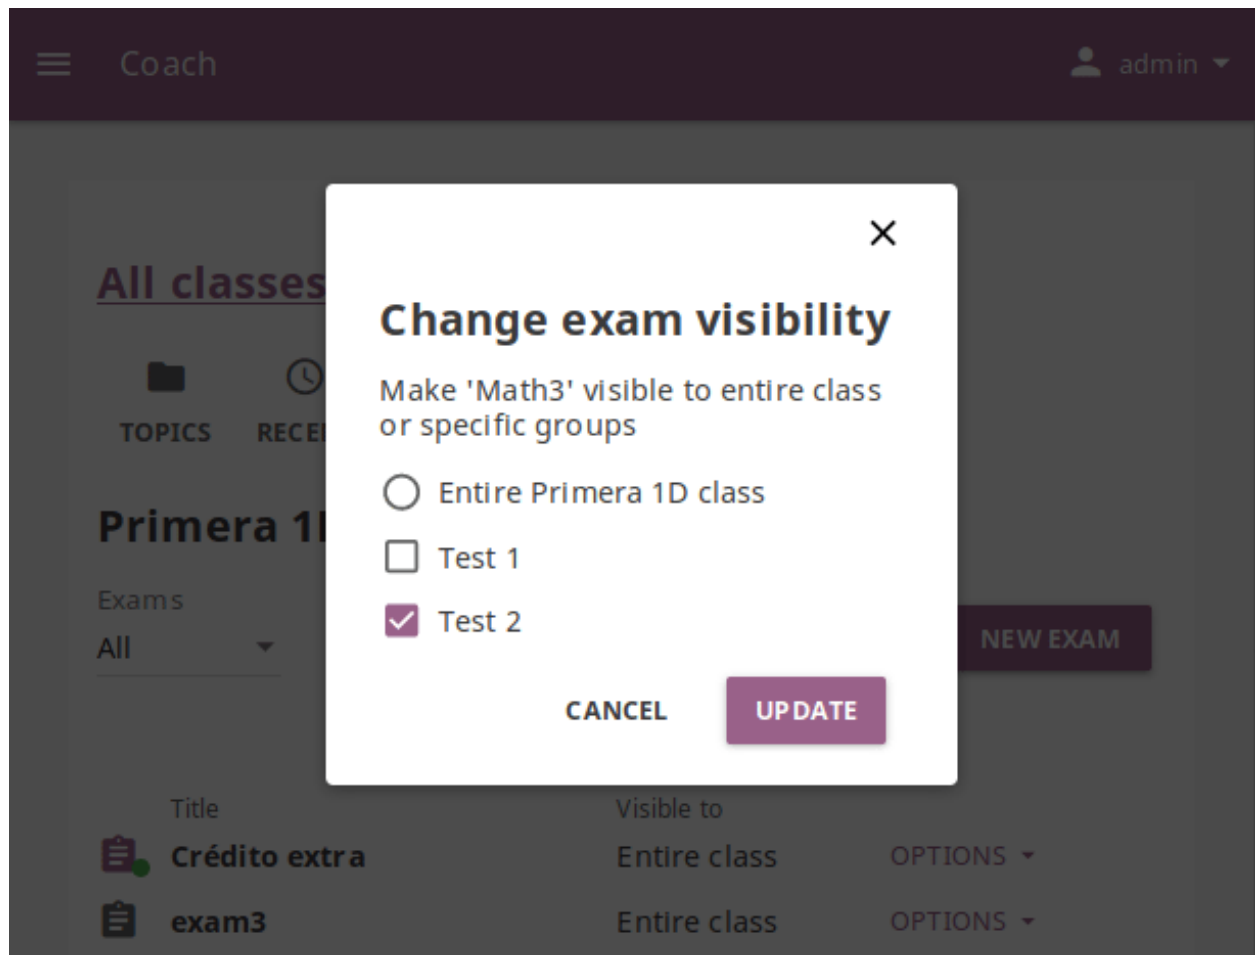 Coach
admin
All classes
TOPICS
Primera 1
Exams
All
NEW EXAM
Change exam visibility
Make 'Math3' visible to entire class
or specific groups
Entire Primera 1D class
Test 1
Test 2
CANCEL UPDATE
Title Visible to
Crédito extra Entire class OPTIONS
exam3 Entire class OPTIONS